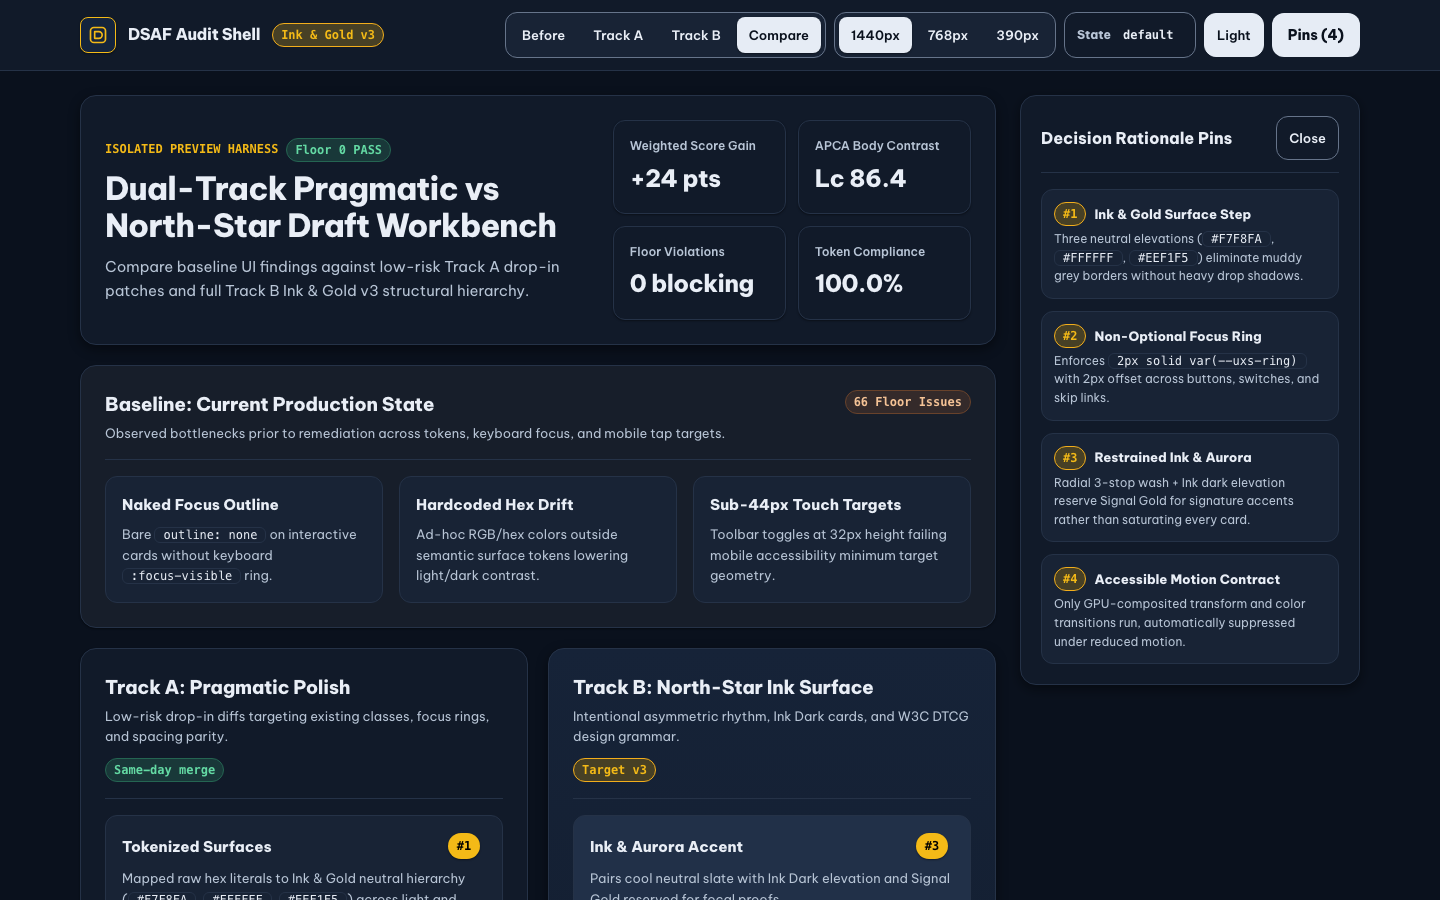 DSAF Audit Shell
Ink & Gold v3
Before
Track A
Track B
Compare
1440px
768px
390px
State
default
Light
Pins (4)
ISOLATED PREVIEW HARNESS
Floor 0 PASS
Dual-Track Pragmatic vs
North-Star Draft Workbench
Compare baseline UI findings against low-risk Track A drop-in
patches and full Track B Ink & Gold v3 structural hierarchy.
Weighted Score Gain
+24 pts
APCA Body Contrast
Lc 86.4
Floor Violations
0 blocking
Token Compliance
100.0%
Baseline: Current Production State
66 Floor Issues
Observed bottlenecks prior to remediation across tokens, keyboard focus, and mobile tap targets.
Naked Focus Outline
Bare outline: none on interactive
cards without keyboard
:focus-visible ring.
Hardcoded Hex Drift
Ad-hoc RGB/hex colors outside
semantic surface tokens lowering
light/dark contrast.
Sub-44px Touch Targets
Toolbar toggles at 32px height failing
mobile accessibility minimum target
geometry.
Track A: Pragmatic Polish
Low-risk drop-in diffs targeting existing classes, focus rings,
and spacing parity.
Same-day merge
Tokenized Surfaces
#1
Mapped raw hex literals to Ink & Gold neutral hierarchy
( #F7F8FA , #FFFFFF , #EEF1F5 ) across light and
Track B: North-Star Ink Surface
Intentional asymmetric rhythm, Ink Dark cards, and W3C DTCG
design grammar.
Target v3
Ink & Aurora Accent
#3
Pairs cool neutral slate with Ink Dark elevation and Signal
Gold reserved for focal proofs.
Decision Rationale Pins
Close
#1 Ink & Gold Surface Step
Three neutral elevations ( #F7F8FA ,
#FFFFFF , #EEF1F5 ) eliminate muddy
grey borders without heavy drop shadows.
#2 Non-Optional Focus Ring
Enforces 2px solid var(--uxs-ring)
with 2px offset across buttons, switches, and
skip links.
#3 Restrained Ink & Aurora
Radial 3-stop wash + Ink dark elevation
reserve Signal Gold for signature accents
rather than saturating every card.
#4 Accessible Motion Contract
Only GPU-composited transform and color
transitions run, automatically suppressed
under reduced motion.